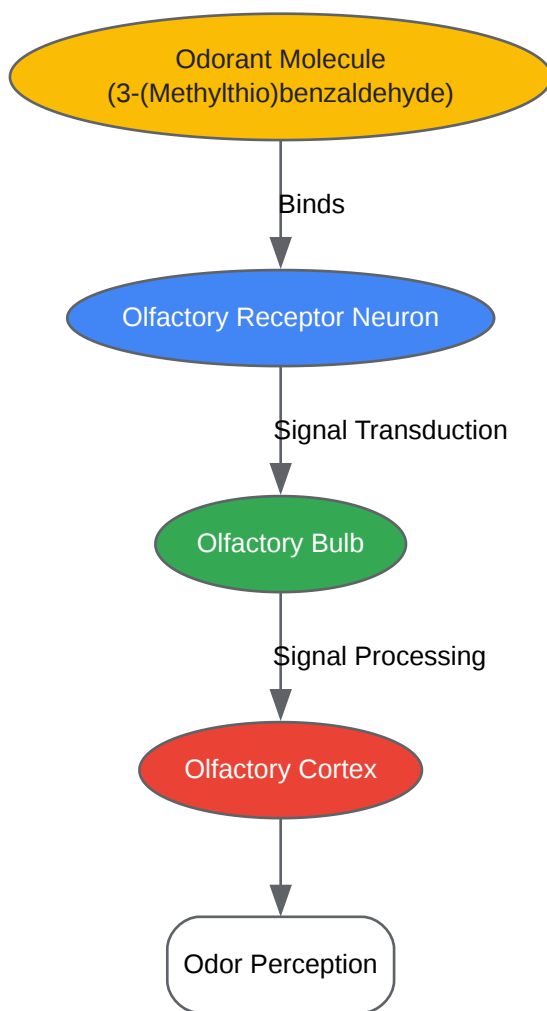 Odorant Molecule
(3-(Methylthio)benzaldehyde)
Binds
Olfactory Receptor Neuron
Signal Transduction
Olfactory Bulb
Signal Processing
Olfactory Cortex
Odor Perception